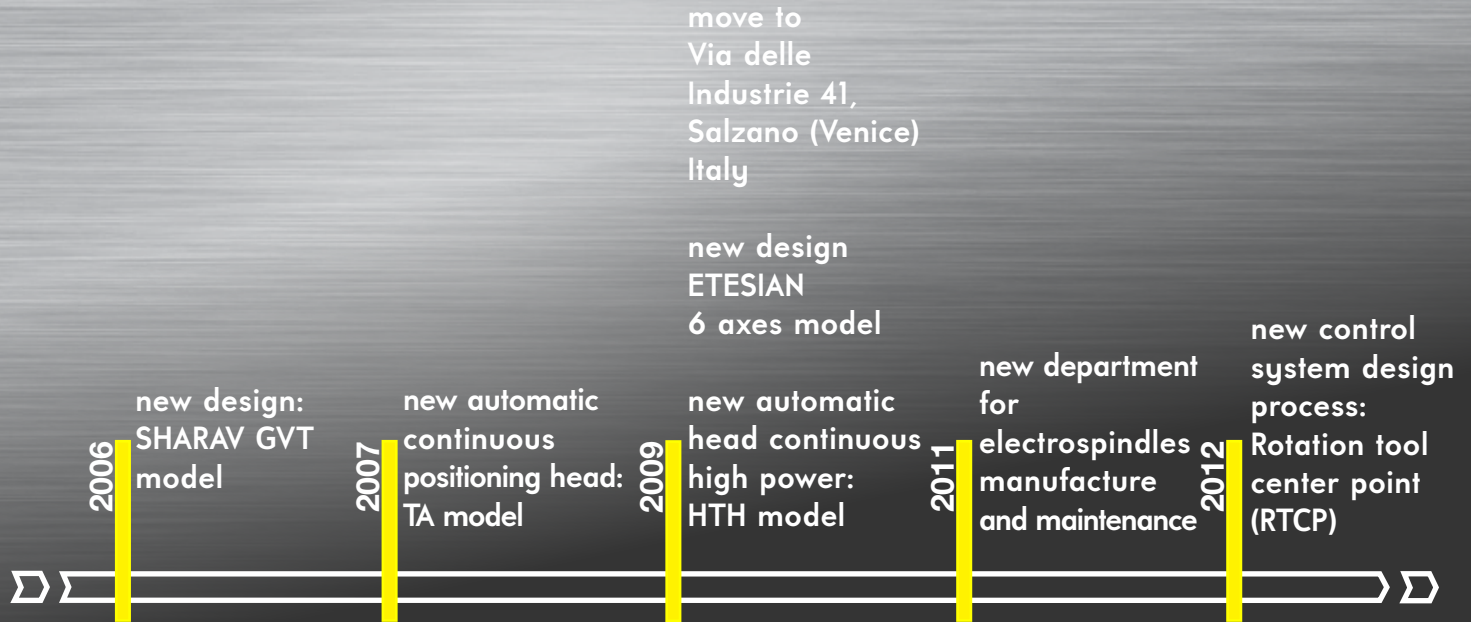 2006
new design:
SHARAV GVT
model
2007
new automatic
continuous
positioning head:
TA model
2009
move to
Via delle
Industrie 41,
Salzano (Venice)
Italy
new design
ETESIAN
6 axes model
new automatic
head continuous
high power:
HTH model
2011
new department
for
electrospindles
manufacture
and maintenance
2012
new control
system design
process:
Rotation tool
center point
(RTCP)